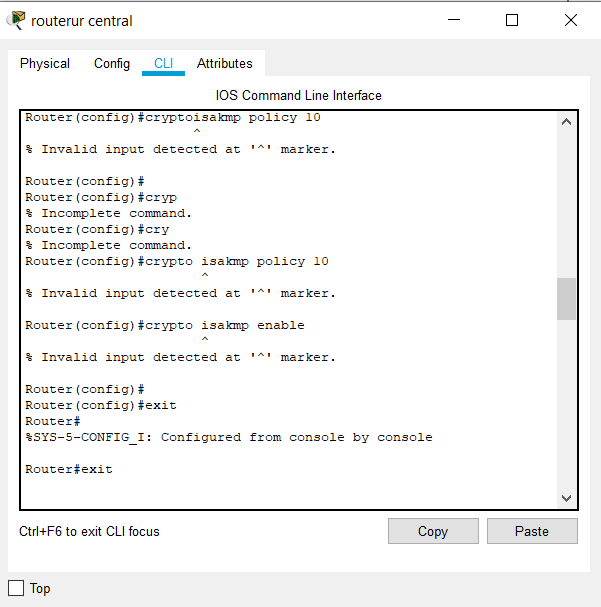 routerur central
Physical Config CLI Attributes
IOS Command Line Interface
Router(config)#cryptoisakmp policy 10
^
% Invalid input detected at '^' marker.
Router(config)#
Router(config)#cryp
% Incomplete command.
Router(config)#cry
% Incomplete command.
Router(config)#crypto isakmp policy 10
^
% Invalid input detected at '^' marker.
Router(config)#crypto isakmp enable
^
% Invalid input detected at '^' marker.
Router(config)#
Router(config)#exit
Router#
%SYS-5-CONFIG_I: Configured from console by console
Router#exit
Ctrl+F6 to exit CLI focus
Copy Paste
Top